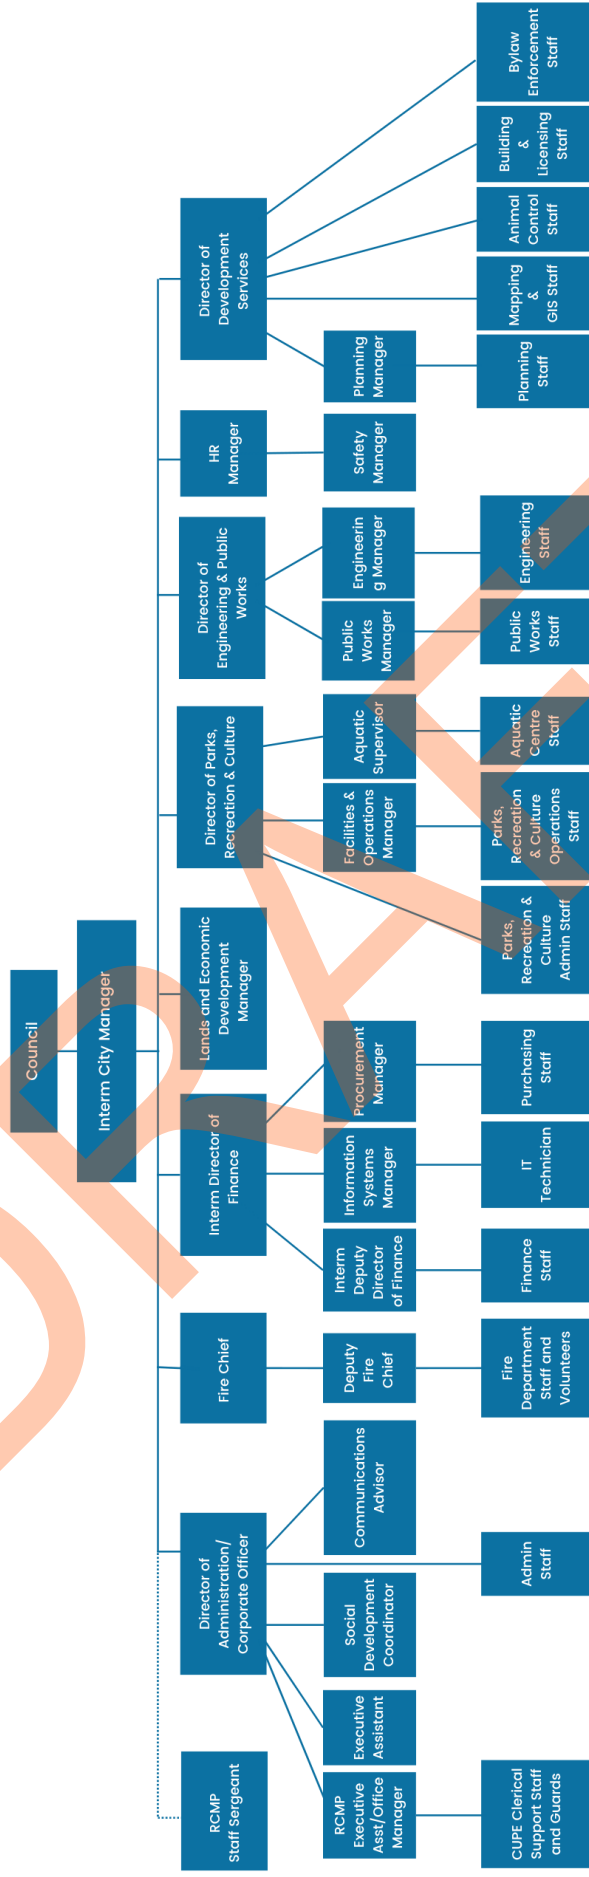 Council
Interm City Manager
RCMP
Staff Sergeant
Director of
Administration/
Corporate Officer
Fire Chief
Interm Director of
Finance
Lands and Economic
Development
Manager
Director of Parks,
Recreation & Culture
Director of
Engineering & Public
Works
HR
Manager
Director of
Development
Services
RCMP
Executive
Asst/Office
Manager
Executive
Assistant
Social
Development
Coordinator
Communications
Advisor
Deputy
Fire
Chief
Interm
Deputy
Director
of Finance
Information
Systems
Manager
Procurement
Manager
Facilities &
Operations
Manager
Aquatic
Supervisor
Public
Works
Manager
Engineerin
g Manager
Safety
Manager
Planning
Manager
CUPE Clerical
Support Staff
and Guards
Admin
Staff
Fire
Department
Staff and
Volunteers
Finance
Staff
IT
Technician
Purchasing
Staff
Parks,
Recreation &
Culture
Admin Staff
Parks,
Recreation
& Culture
Operations
Staff
Aquatic
Centre
Staff
Public
Works
Staff
Engineering
Staff
Planning
Staff
Mapping
&
GIS Staff
Animal
Control
Staff
Building
&
Licensing
Staff
Bylaw
Enforcement
Staff
DRAFT